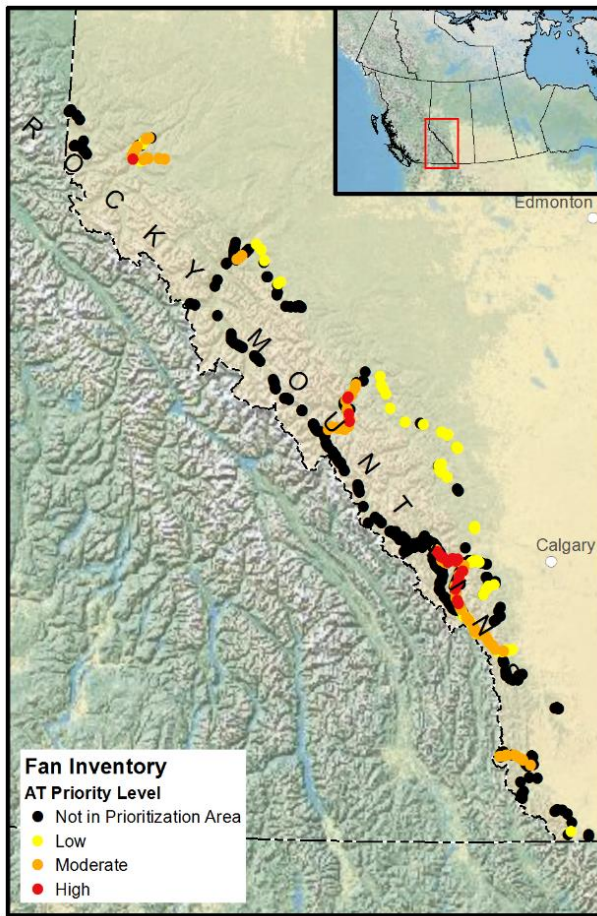 Edmonton
R O C K Y M O U N T
N
Calgary
Fan Inventory
AT Priority Level
Not in Prioritization Area
Low
Moderate
High